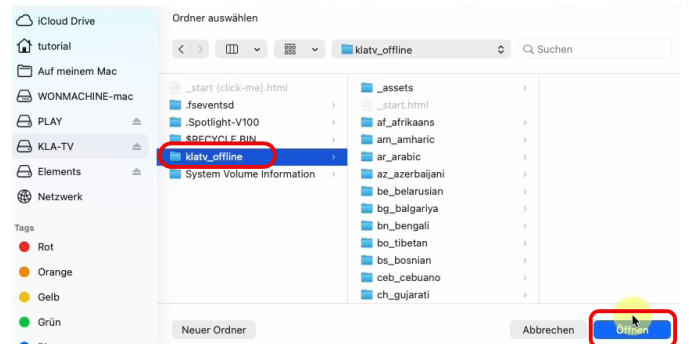 Ordner auswählen
iCloud Drive
tutorial
Auf meinem Mac
WONMACHINE-mac
PLAY
KLA-TV
Elements
Netzwerk
Tags
Rot
Orange
Gelb
Grün
klatv_offline
Suchen
_start (click-me).html
.fseventsd
.Spotlight-V100
$RECYCLE.BIN
klatv_offline
System Volume Information
_assets
_start.html
af_afrikaans
am_amharic
ar_arabic
az_azerbaijani
be_belarusian
bg_balgariya
bn_bengali
bo_tibetan
bs_bosnian
ceb_cebuano
ch_gujarati
Neuer Ordner
Abbrechen
Öffnen